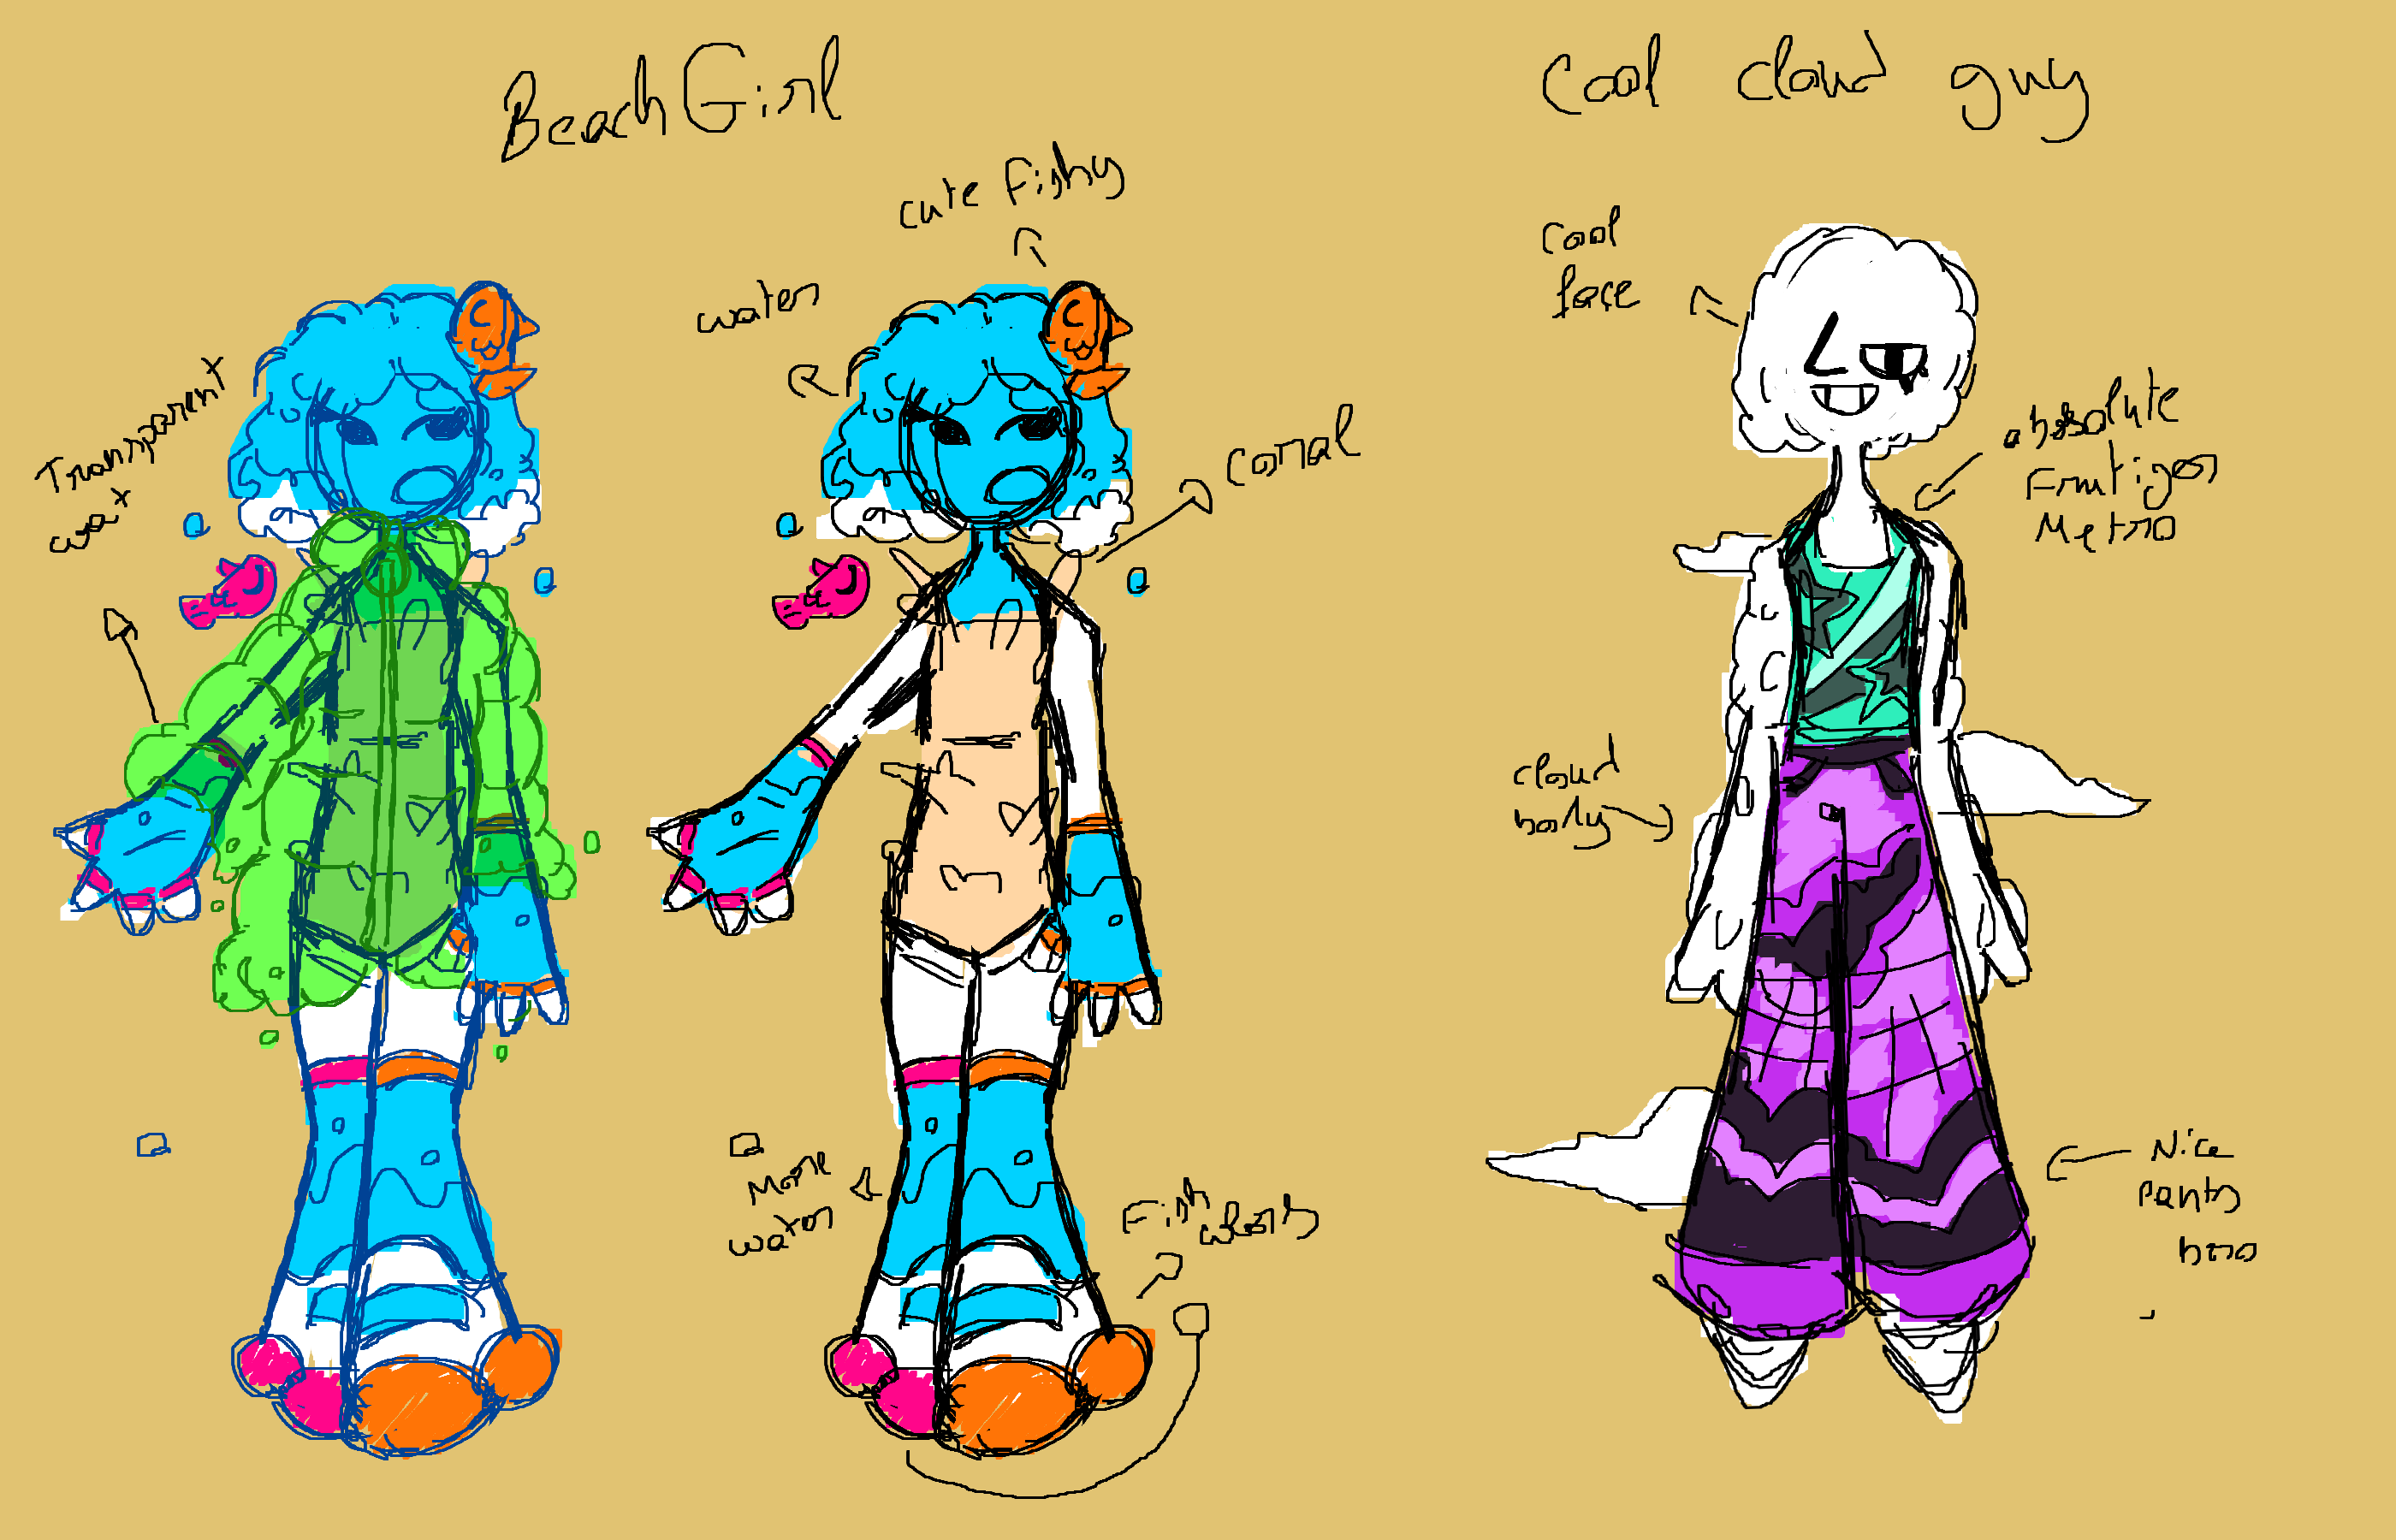 Beach Girl
Cool cloud guy
cute Fishy
water
Transparent
coral
Cool
face
absolute
Frutiger
Metro
cloud
body
More
water
Fish
colors
Nice
pants
bro